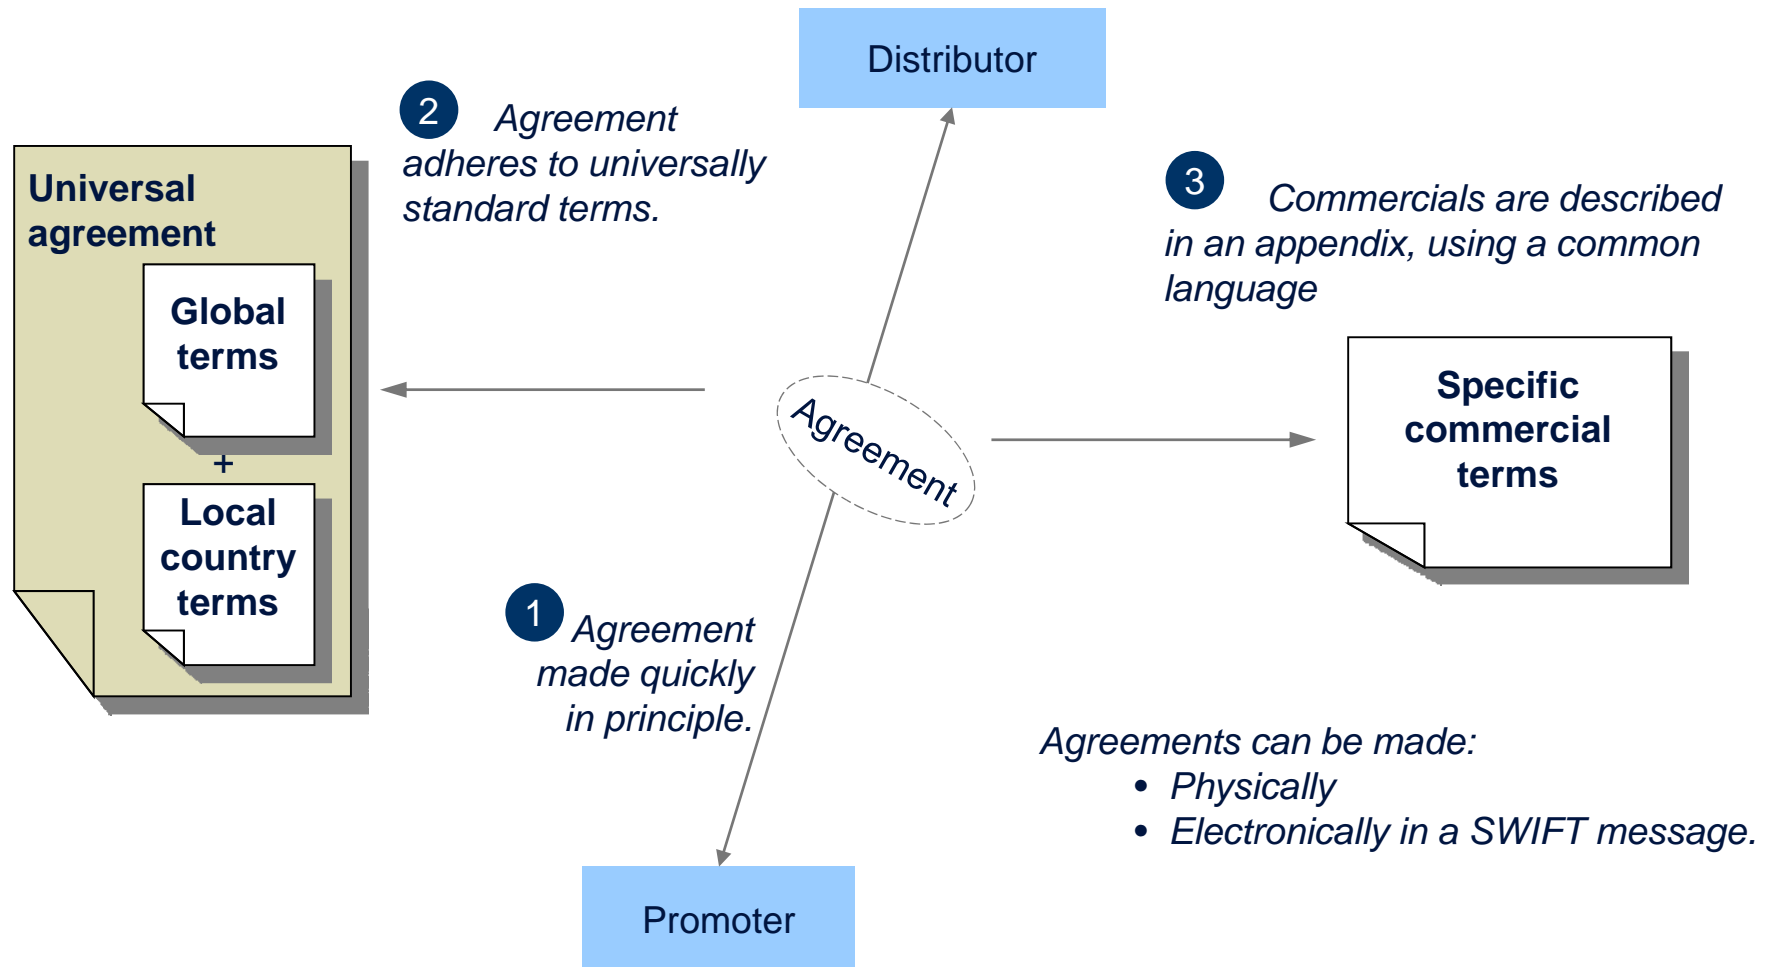 Distributor
2
Agreement
adheres to universally
standard terms.
Universal
agreement
Global
terms
+
Local
country
terms
3
Commercials are described
in an appendix, using a common
language
Specific
commercial
terms
Agreement
1
Agreement
made quickly
in principle.
Agreements can be made:
• Physically
• Electronically in a SWIFT message.
Promoter